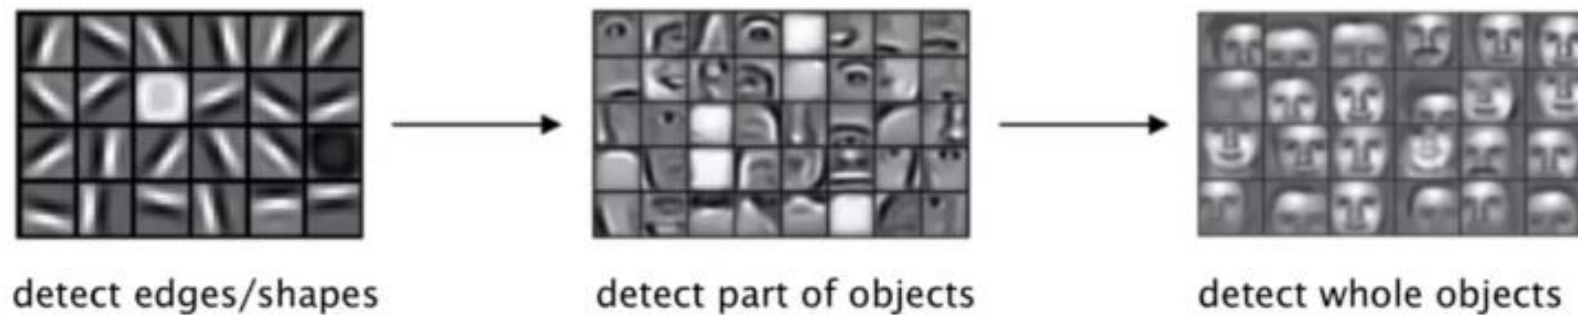 detect edges/shapes
detect part of objects
detect whole objects